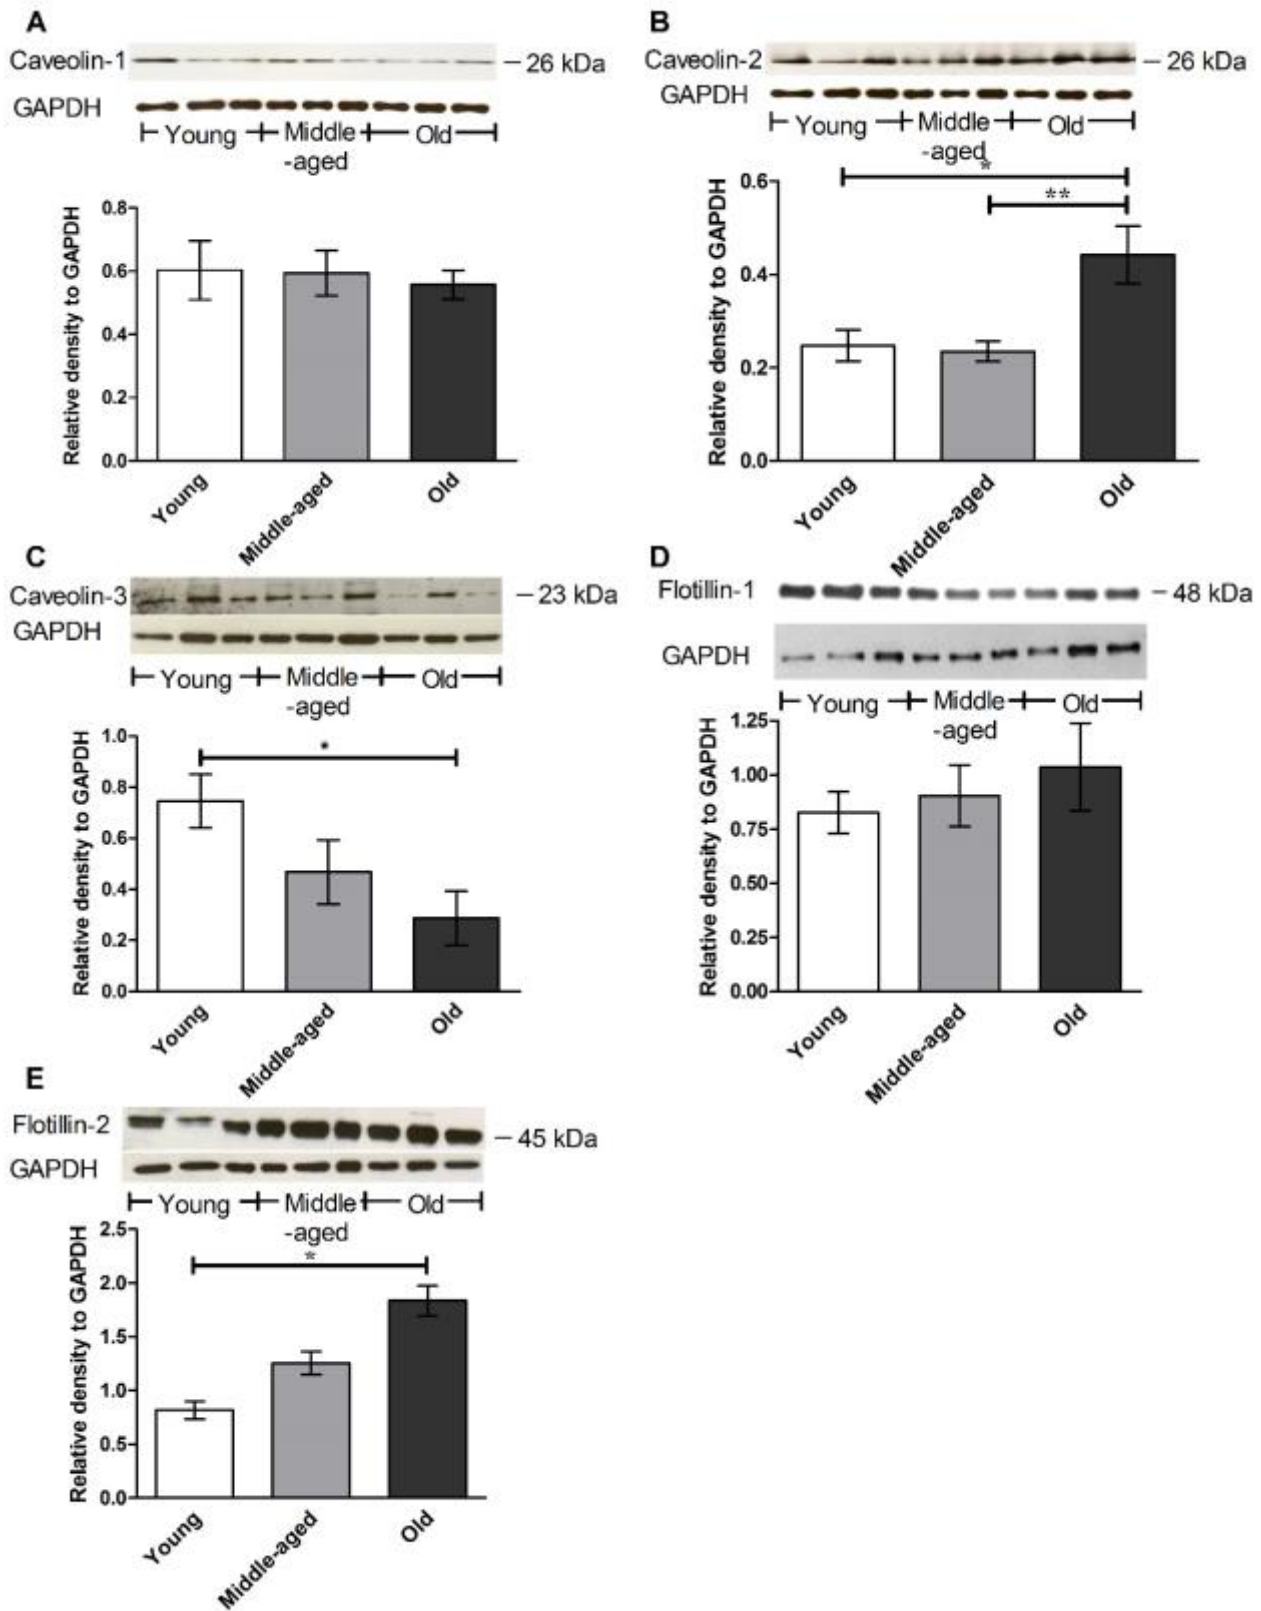 A
Caveolin-1
26 kDa
GAPDH
Young
Middle
-aged
Old
Relative density to GAPDH
0.8
0.6
0.4
0.2
0.0
Young
Middle-aged
Old
B
Caveolin-2
26 kDa
GAPDH
Young
Middle
-aged
Old
*
**
Relative density to GAPDH
0.6
0.4
0.2
0.0
Young
Middle-aged
Old
C
Caveolin-3
23 kDa
GAPDH
Young
Middle
-aged
Old
*
Relative density to GAPDH
1.0
0.8
0.6
0.4
0.2
0.0
Young
Middle-aged
Old
D
Flotillin-1
48 kDa
GAPDH
Young
Middle
-aged
Old
Relative density to GAPDH
1.25
1.00
0.75
0.50
0.25
0.00
Young
Middle-aged
Old
E
Flotillin-2
45 kDa
GAPDH
Young
Middle
-aged
Old
*
Relative density to GAPDH
2.5
2.0
1.5
1.0
0.5
0.0
Young
Middle-aged
Old